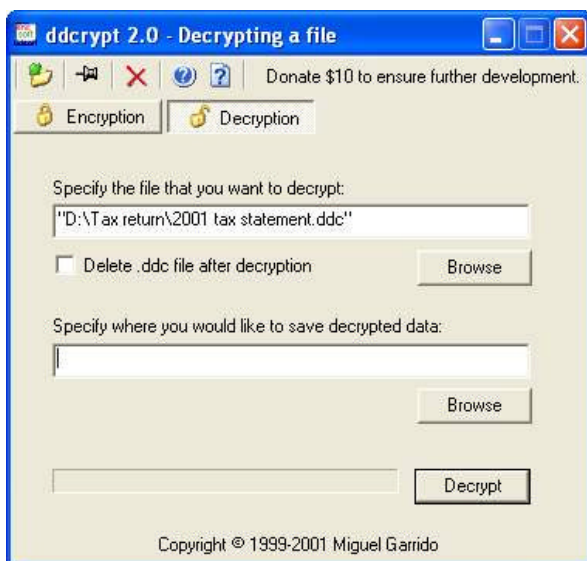 ddcrypt 2.0 - Decrypting a file
Donate $10 to ensure further development.
Encryption Decryption
Specify the file that you want to decrypt:
"D:\Tax return\2001 tax statement.ddc"
Delete .ddc file after decryption Browse
Specify where you would like to save decrypted data:
Browse
Decrypt
Copyright © 1999-2001 Miguel Garrido